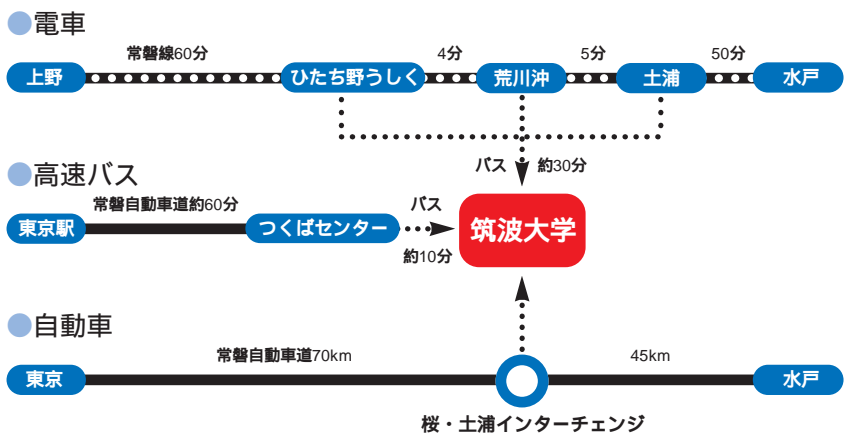 電車
常磐線60分
4分
5分
50分
上野
ひたち野うしく
荒川沖
土浦
水戸
バス
約30分
高速バス
常磐自動車道約60分
バス
東京駅
つくばセンター
筑波大学
約10分
自動車
常磐自動車道70km
45km
東京
水戸
桜・土浦インターチェンジ